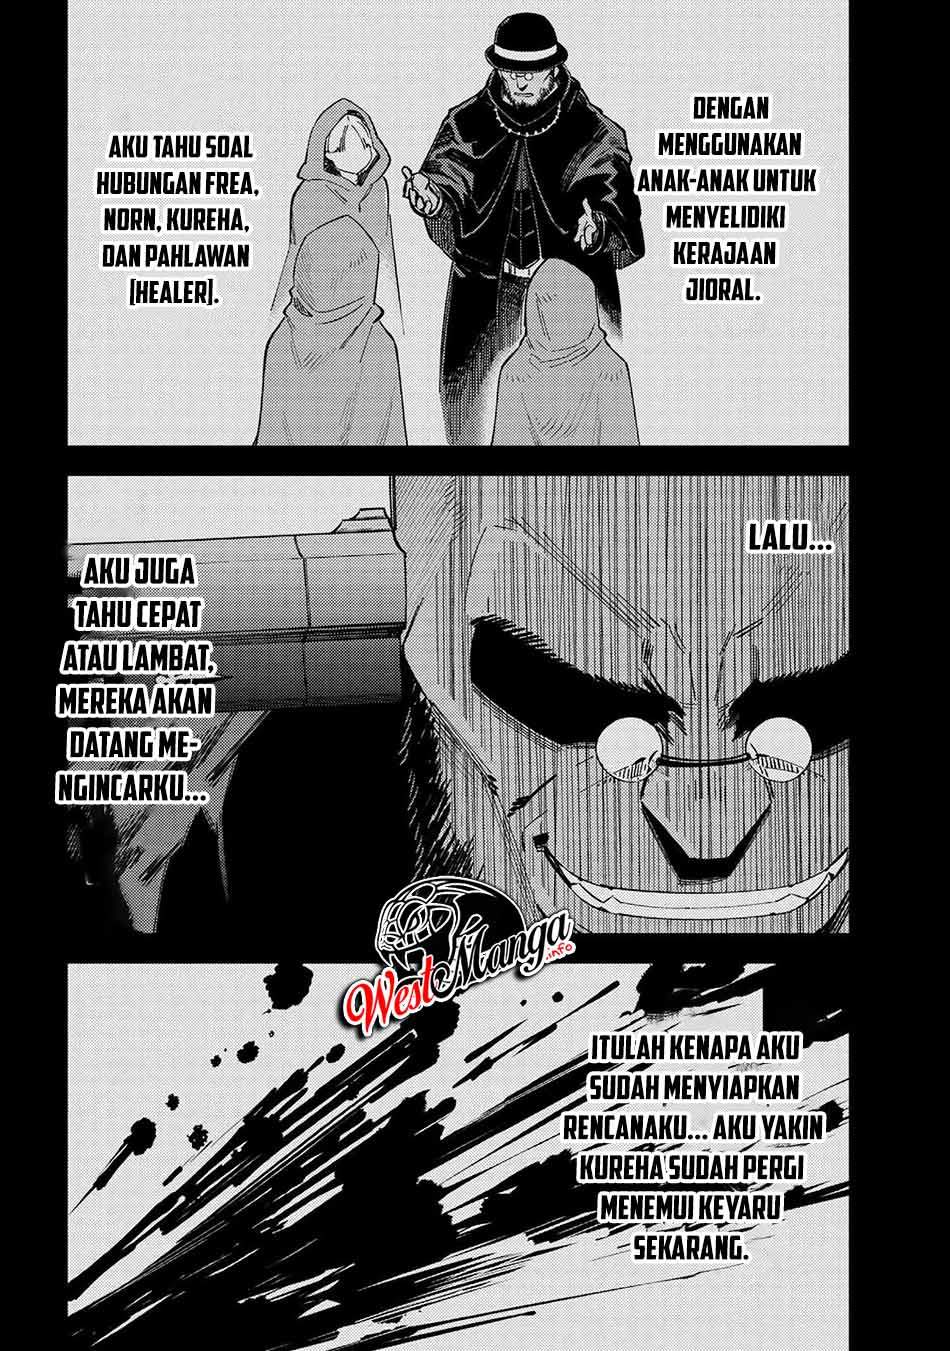 DENGAN
MENGGUNAKAN
ANAK-ANAK UNTUK
MENYELIDIKI
KERAJAAN
JIORAL.
AKU TAHU SOAL
HUBUNGAN FREA,
NORN, KUREHA,
DAN PAHLAWAN
[HEALER].
LALU...
AKU JUGA
TAHU CEPAT
ATAU LAMBAT,
MEREKA AKAN
DATANG ME-
NGINCARKU...
WESTMANGA
.info
ITULAH KENAPA AKU
SUDAH MENYIAPKAN
RENCANAKU... AKU YAKIN
KUREHA SUDAH PERGI
MENEMUI KEYARU
SEKARANG.